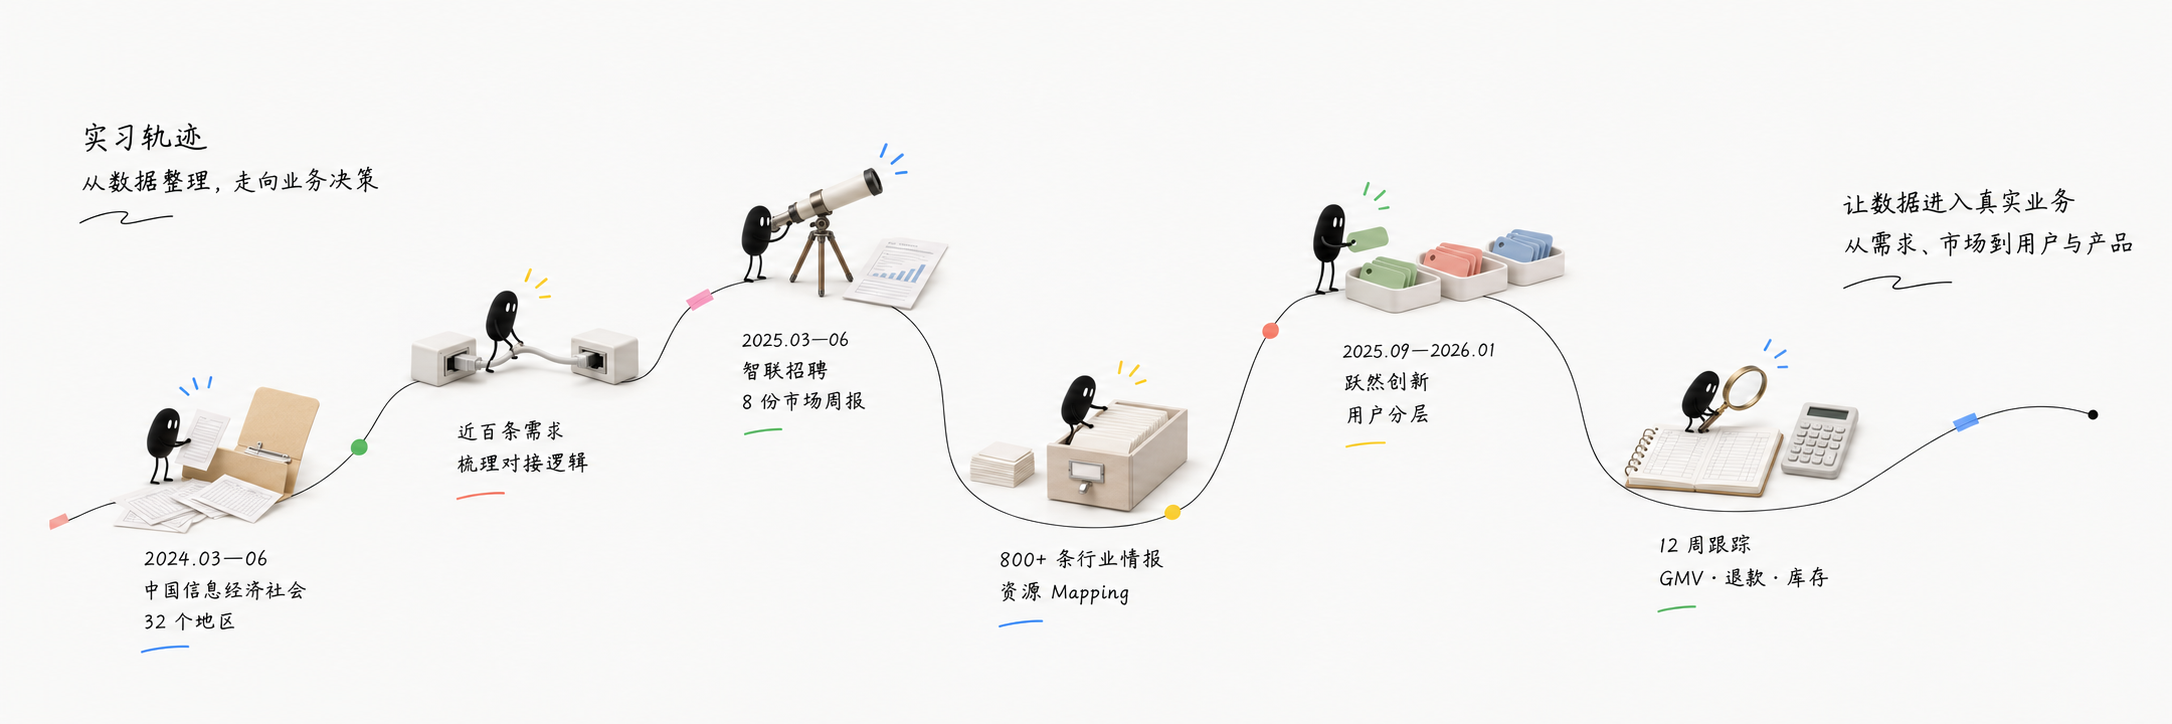 实习轨迹
从数据整理，走向业务决策
2024.03—06
中国信息经济社会
32 个地区
近百条需求
梳理对接逻辑
2025.03—06
智联招聘
8 份市场周报
800+ 条行业情报
资源 Mapping
2025.09—2026.01
跃然创新
用户分层
12 周跟踪
GMV · 退款 · 库存
让数据进入真实业务
从需求、市场到用户与产品